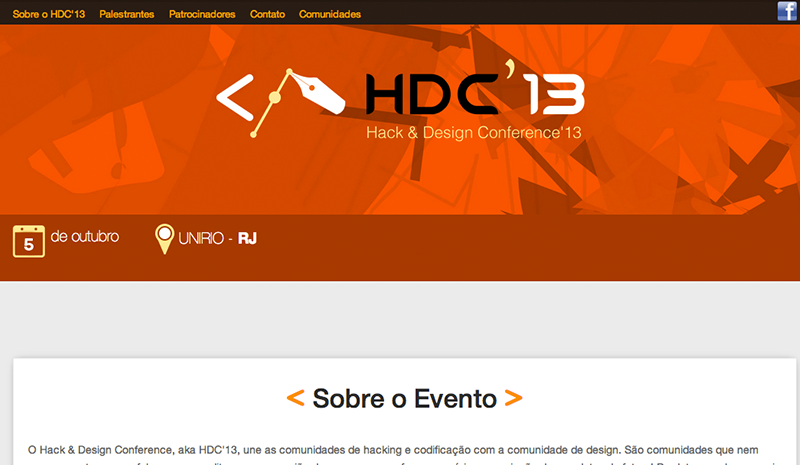 Sobre o HDC'13 Palestrantes Patrocinadores Contato Comunidades
HDC'13
Hack & Design Conference'13
5 de outubro UNIRIO - RJ
< Sobre o Evento >
O Hack & Design Conference, aka HDC'13, une as comunidades de hacking e codificação com a comunidade de design. São comunidades que nem